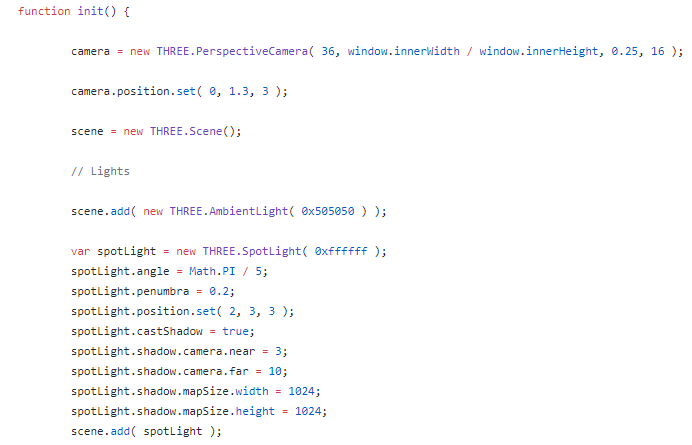 function init() {
camera = new THREE.PerspectiveCamera( 36, window.innerWidth / window.innerHeight, 0.25, 16 );
camera.position.set( 0, 1.3, 3 );
scene = new THREE.Scene();
// Lights
scene.add( new THREE.AmbientLight( 0x505050 ) );
var spotLight = new THREE.SpotLight( 0xffffff );
spotLight.angle = Math.PI / 5;
spotLight.penumbra = 0.2;
spotLight.position.set( 2, 3, 3 );
spotLight.castShadow = true;
spotLight.shadow.camera.near = 3;
spotLight.shadow.camera.far = 10;
spotLight.shadow.mapSize.width = 1024;
spotLight.shadow.mapSize.height = 1024;
scene.add( spotLight );